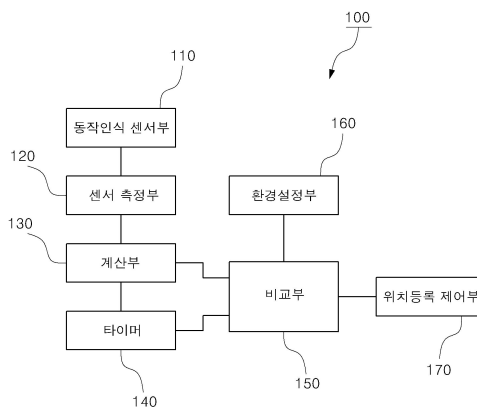 100
110
동작인식 센서부
120
160
센서 측정부
환경설정부
130
계산부
비교부
위치등록 제어부
타이머
140
150
170